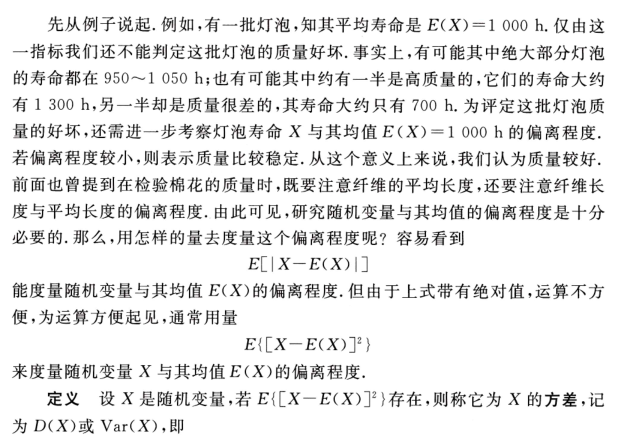 先从例子说起. 例如,有一批灯泡,知其平均寿命是 E(X)=1 000 h. 仅由这
一指标我们还不能判定这批灯泡的质量好坏. 事实上,有可能其中绝大部分灯泡
的寿命都在 950～1 050 h;也有可能其中约有一半是高质量的,它们的寿命大约
有 1 300 h,另一半却是质量很差的,其寿命大约只有 700 h. 为评定这批灯泡质
量的好坏,还需进一步考察灯泡寿命 X 与其均值 E(X)=1 000 h 的偏离程度.
若偏离程度较小,则表示质量比较稳定. 从这个意义上来说,我们认为质量较好.
前面也曾提到在检验棉花的质量时,既要注意纤维的平均长度,还要注意纤维长
度与平均长度的偏离程度. 由此可见,研究随机变量与其均值的偏离程度是十分
必要的. 那么,用怎样的量去度量这个偏离程度呢? 容易看到
E[|X−E(X)|]
能度量随机变量与其均值 E(X)的偏离程度. 但由于上式带有绝对值,运算不方
便,为运算方便起见,通常用量
E{[X−E(X)]²}
来度量随机变量 X 与其均值 E(X)的偏离程度.
定义 设 X 是随机变量,若 E{[X−E(X)]²}存在,则称它为 X 的方差,记
为 D(X)或 Var(X),即